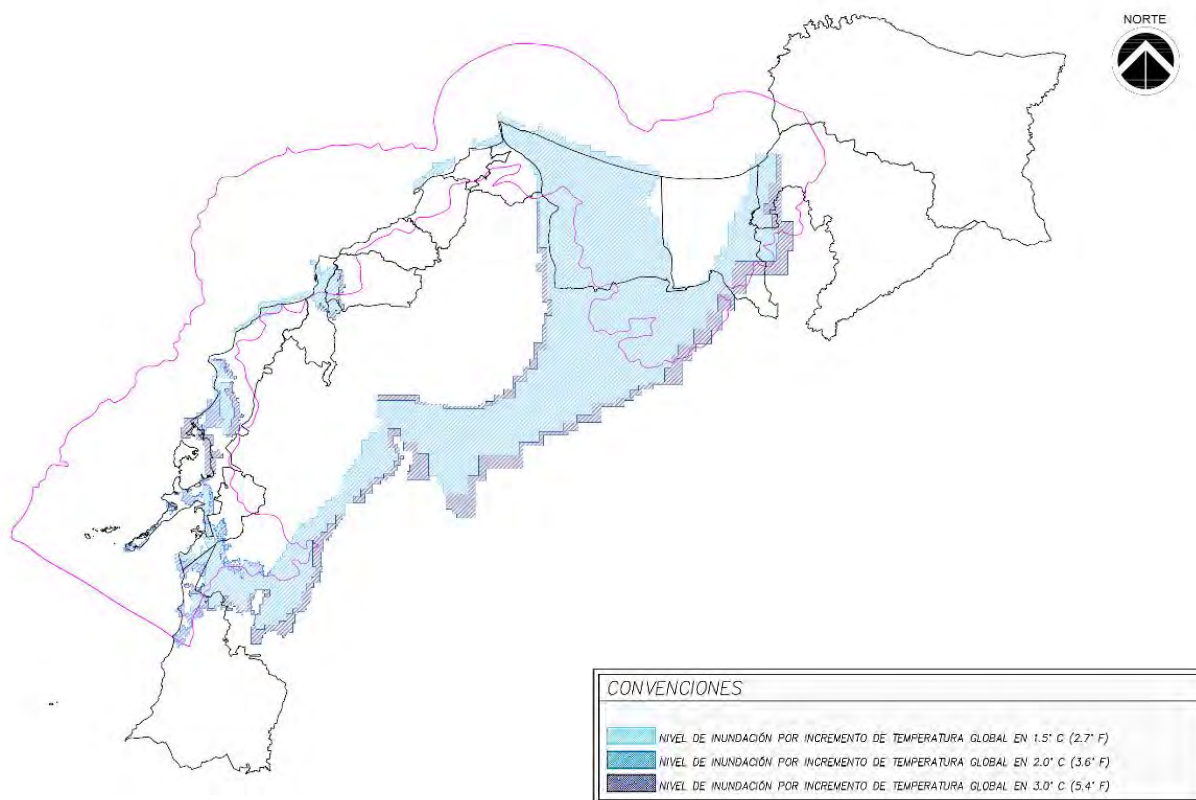 NORTE
CONVENCIONES
NIVEL DE INUNDACIÓN POR INCREMENTO DE TEMPERATURA GLOBAL EN 1.5° C (2.7° F)
NIVEL DE INUNDACIÓN POR INCREMENTO DE TEMPERATURA GLOBAL EN 2.0° C (3.6° F)
NIVEL DE INUNDACIÓN POR INCREMENTO DE TEMPERATURA GLOBAL EN 3.0° C (5.4° F)